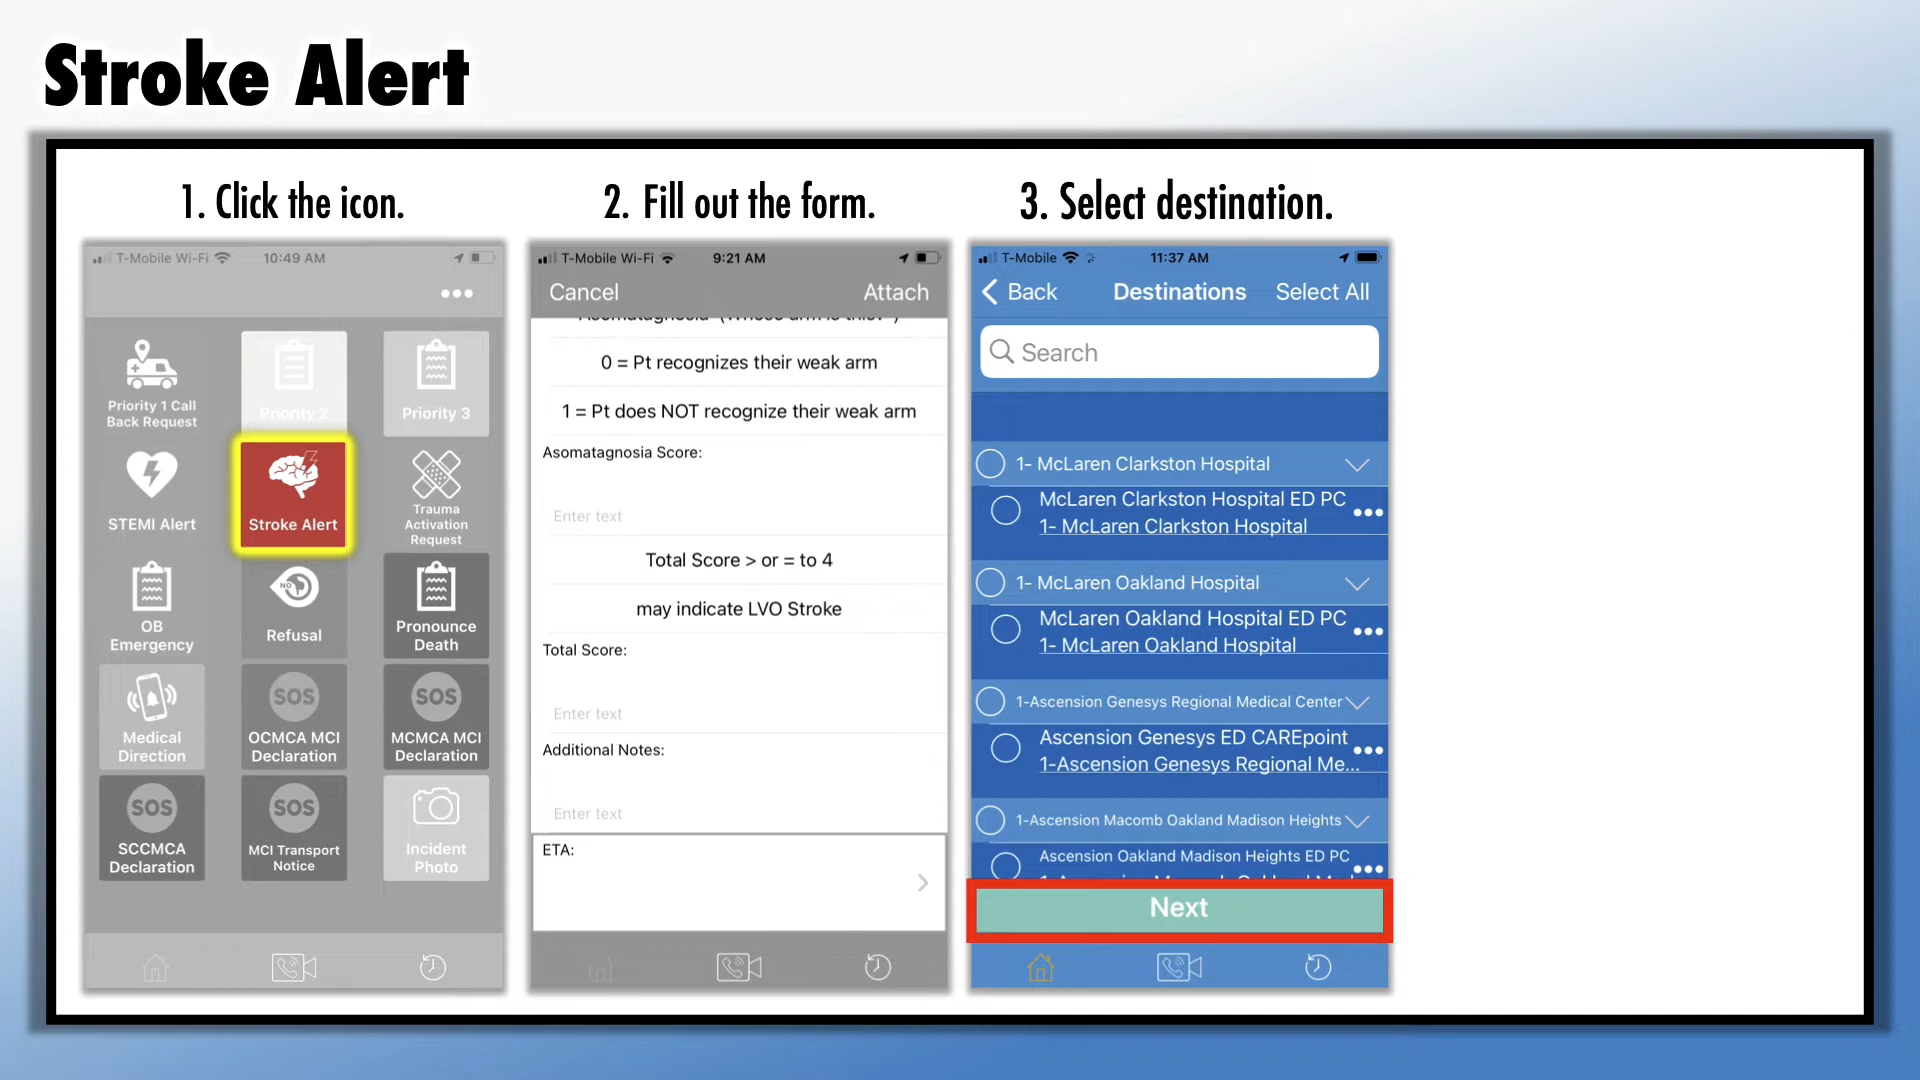 Stroke Alert
1. Click the icon.
2. Fill out the form.
3. Select destination.
T-Mobile Wi-Fi
10:49 AM
Priority 1 Call
Back Request
Priority 2
Priority 3
STEMI Alert
Stroke Alert
Trauma
Activation
Request
OB
Emergency
NO
Refusal
Pronounce
Death
Medical
Direction
SOS
OCMCA MCI
Declaration
SOS
MCMCA MCI
Declaration
SOS
SCCMCA
Declaration
SOS
MCI Transport
Notice
Incident
Photo
T-Mobile Wi-Fi
9:21 AM
Cancel
Attach
0 = Pt recognizes their weak arm
1 = Pt does NOT recognize their weak arm
Asomatagnosia Score:
Enter text
Total Score > or = to 4
may indicate LVO Stroke
Total Score:
Enter text
Additional Notes:
Enter text
ETA:
T-Mobile
11:37 AM
Back
Destinations
Select All
Search
1- McLaren Clarkston Hospital
McLaren Clarkston Hospital ED PC
1- McLaren Clarkston Hospital
1- McLaren Oakland Hospital
McLaren Oakland Hospital ED PC
1- McLaren Oakland Hospital
1-Ascension Genesys Regional Medical Center
Ascension Genesys ED CAREpoint
1-Ascension Genesys Regional Me...
1-Ascension Macomb Oakland Madison Heights
Ascension Oakland Madison Heights ED PC
Next